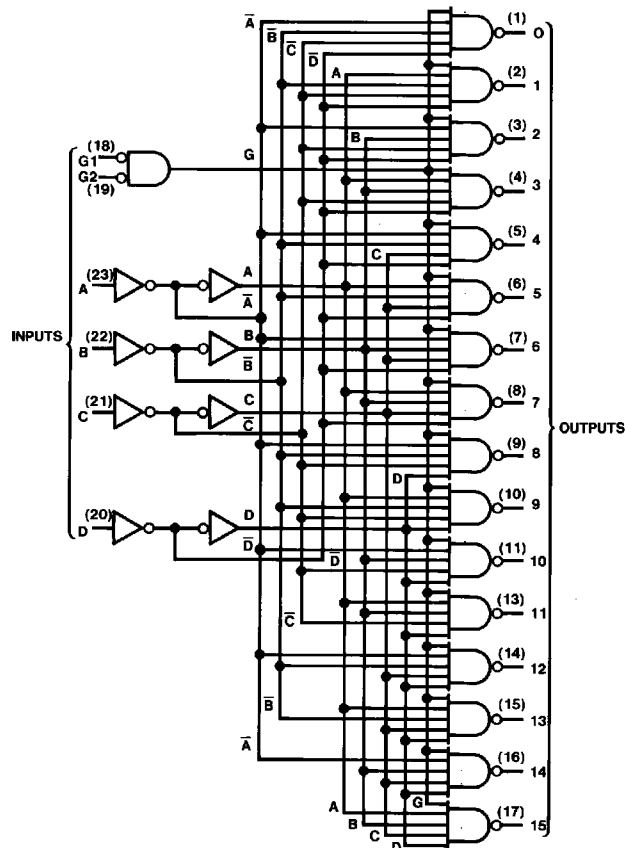 A̅
B̅
C̅
D̅
(1)
0
A
(2)
1
B
(3)
2
(18)
G1
G2
(19)
G
(4)
3
(5)
4
C
(23)
A
A
A̅
(6)
5
INPUTS
(22)
B
B
B̅
(7)
6
(21)
C
C
C̅
(8)
7
OUTPUTS
(9)
8
D
(10)
9
(20)
D
D
D̅
D̅
(11)
10
C̅
(13)
11
(14)
12
B̅
(15)
13
A̅
(16)
14
G
A
B
C
D
(17)
15